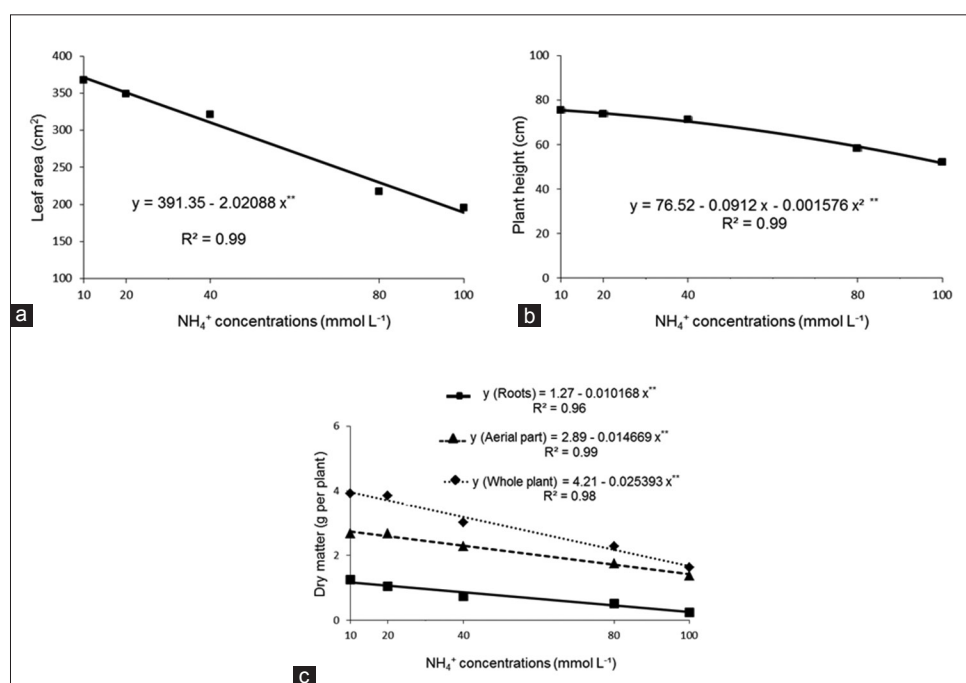 400
350
300
250
200
150
100
Leaf area (cm²)
y = 391.35 - 2.02088 x**
R² = 0.99
10 20 40 80 100
NH₄⁺ concentrations (mmol L⁻¹)
a
100
80
60
40
20
0
Plant height (cm)
y = 76.52 - 0.0912 x - 0.001576 x² **
R² = 0.99
10 20 40 80 100
NH₄⁺ concentrations (mmol L⁻¹)
b
y (Roots) = 1.27 - 0.010168 x**
R² = 0.96
y (Aerial part) = 2.89 - 0.014669 x**
R² = 0.99
y (Whole plant) = 4.21 - 0.025393 x**
R² = 0.98
6
4
2
0
Dry matter (g per plant)
10 20 40 80 100
NH₄⁺ concentrations (mmol L⁻¹)
c